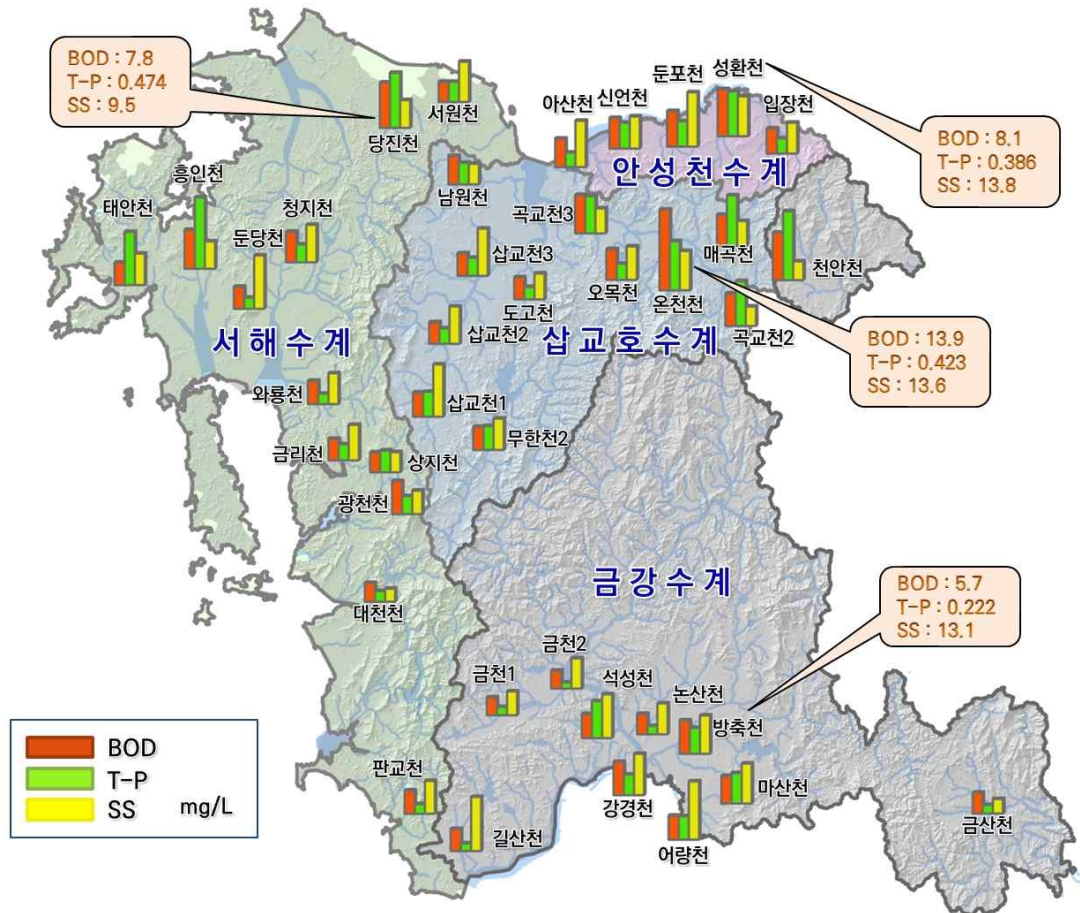 BOD : 7.8
T-P : 0.474
SS : 9.5
서원천
당진천
둔포천
성환천
신언천
아산천
입장천
BOD : 8.1
T-P : 0.386
SS : 13.8
안성천수계
흥인천
태안천
청지천
둔당천
남원천
곡교천3
매곡천
천안천
삽교천3
오목천
온천천
도고천
곡교천2
삽교천2
서해수계
삽교호수계
BOD : 13.9
T-P : 0.423
SS : 13.6
와룡천
삽교천1
무한천2
금리천
상지천
광천천
금강수계
BOD : 5.7
T-P : 0.222
SS : 13.1
대천천
금천2
금천1
석성천
논산천
방축천
BOD
T-P
SS mg/L
판교천
마산천
강경천
금산천
길산천
어량천